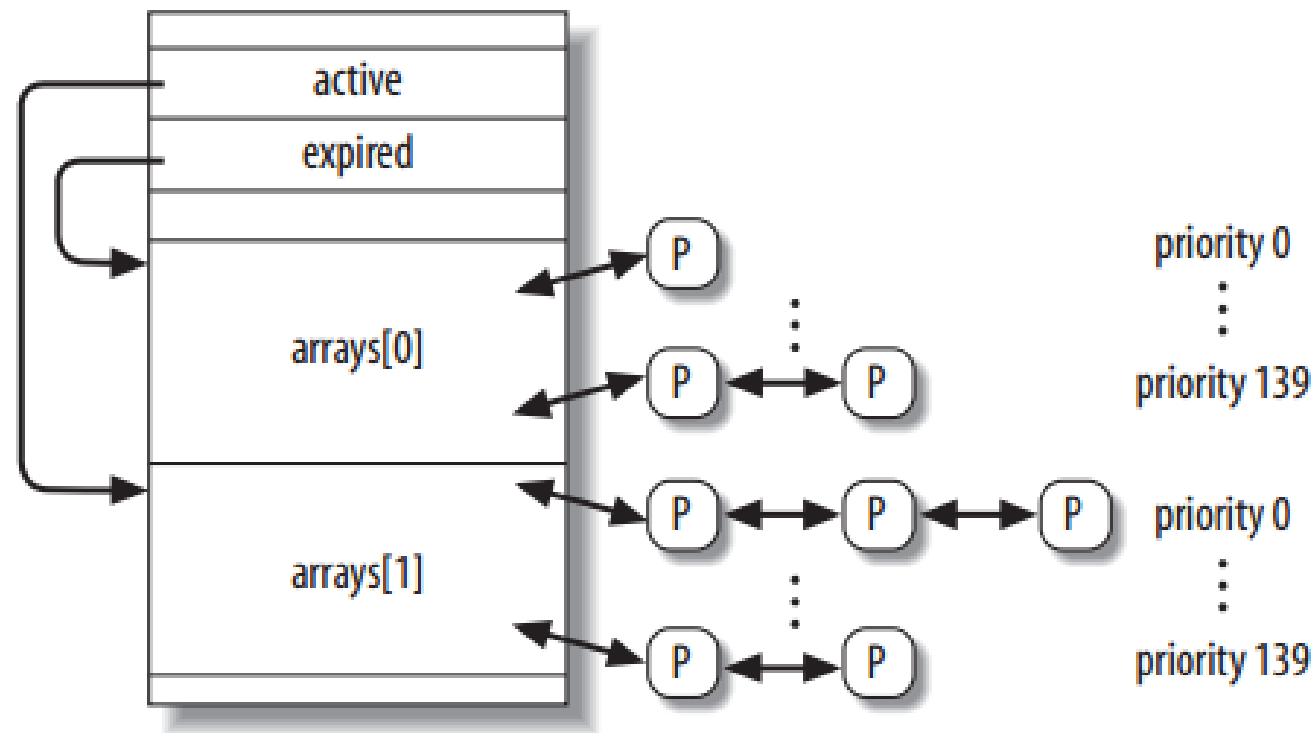 active
expired
P priority 0
arrays[0]
P P priority 139
P P P priority 0
arrays[1]
P P priority 139